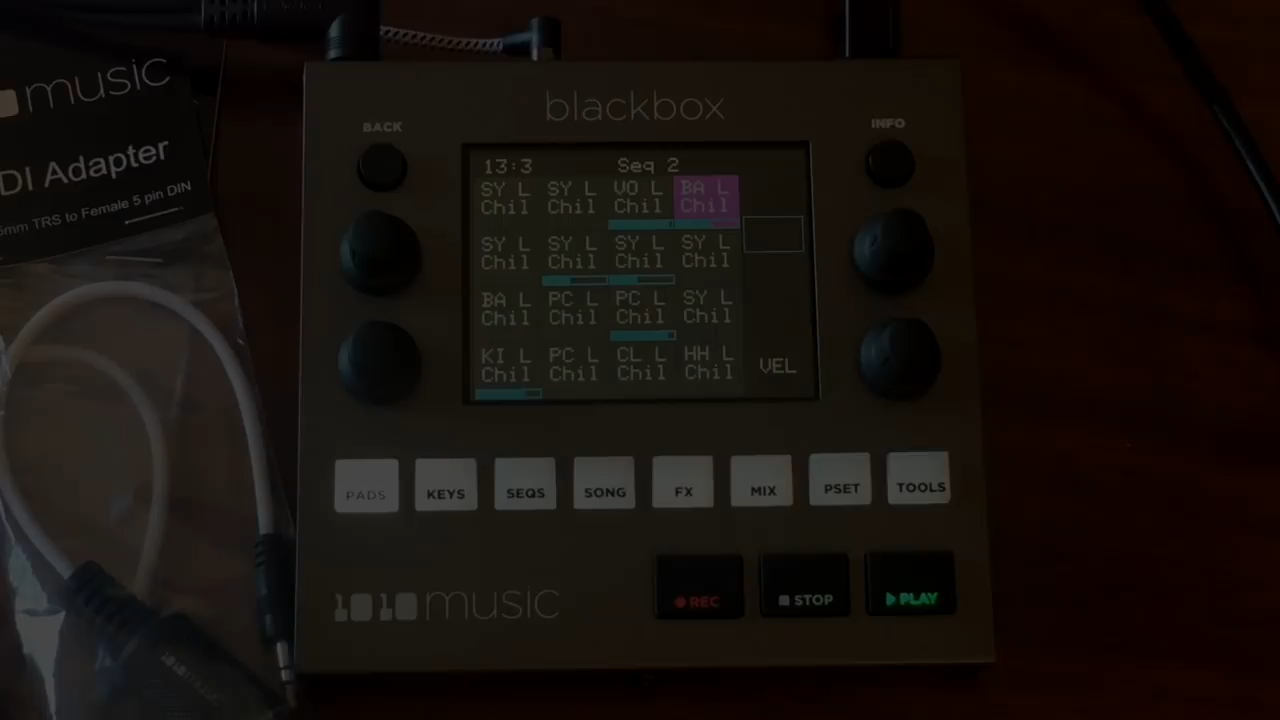 music
DI Adapter
5mm TRS to Female 5 pin DIN
blackbox
BACK
INFO
13:3 Seq 2
SY L SY L VO L BA L
Chil Chil Chil Chil
SY L SY L SY L SY L
Chil Chil Chil Chil
BA L PC L PC L SY L
Chil Chil Chil Chil
KI L PC L CL L HH L
Chil Chil Chil Chil
VEL
PADS KEYS SEQS SONG FX MIX PSET TOOLS
1010music
REC STOP PLAY